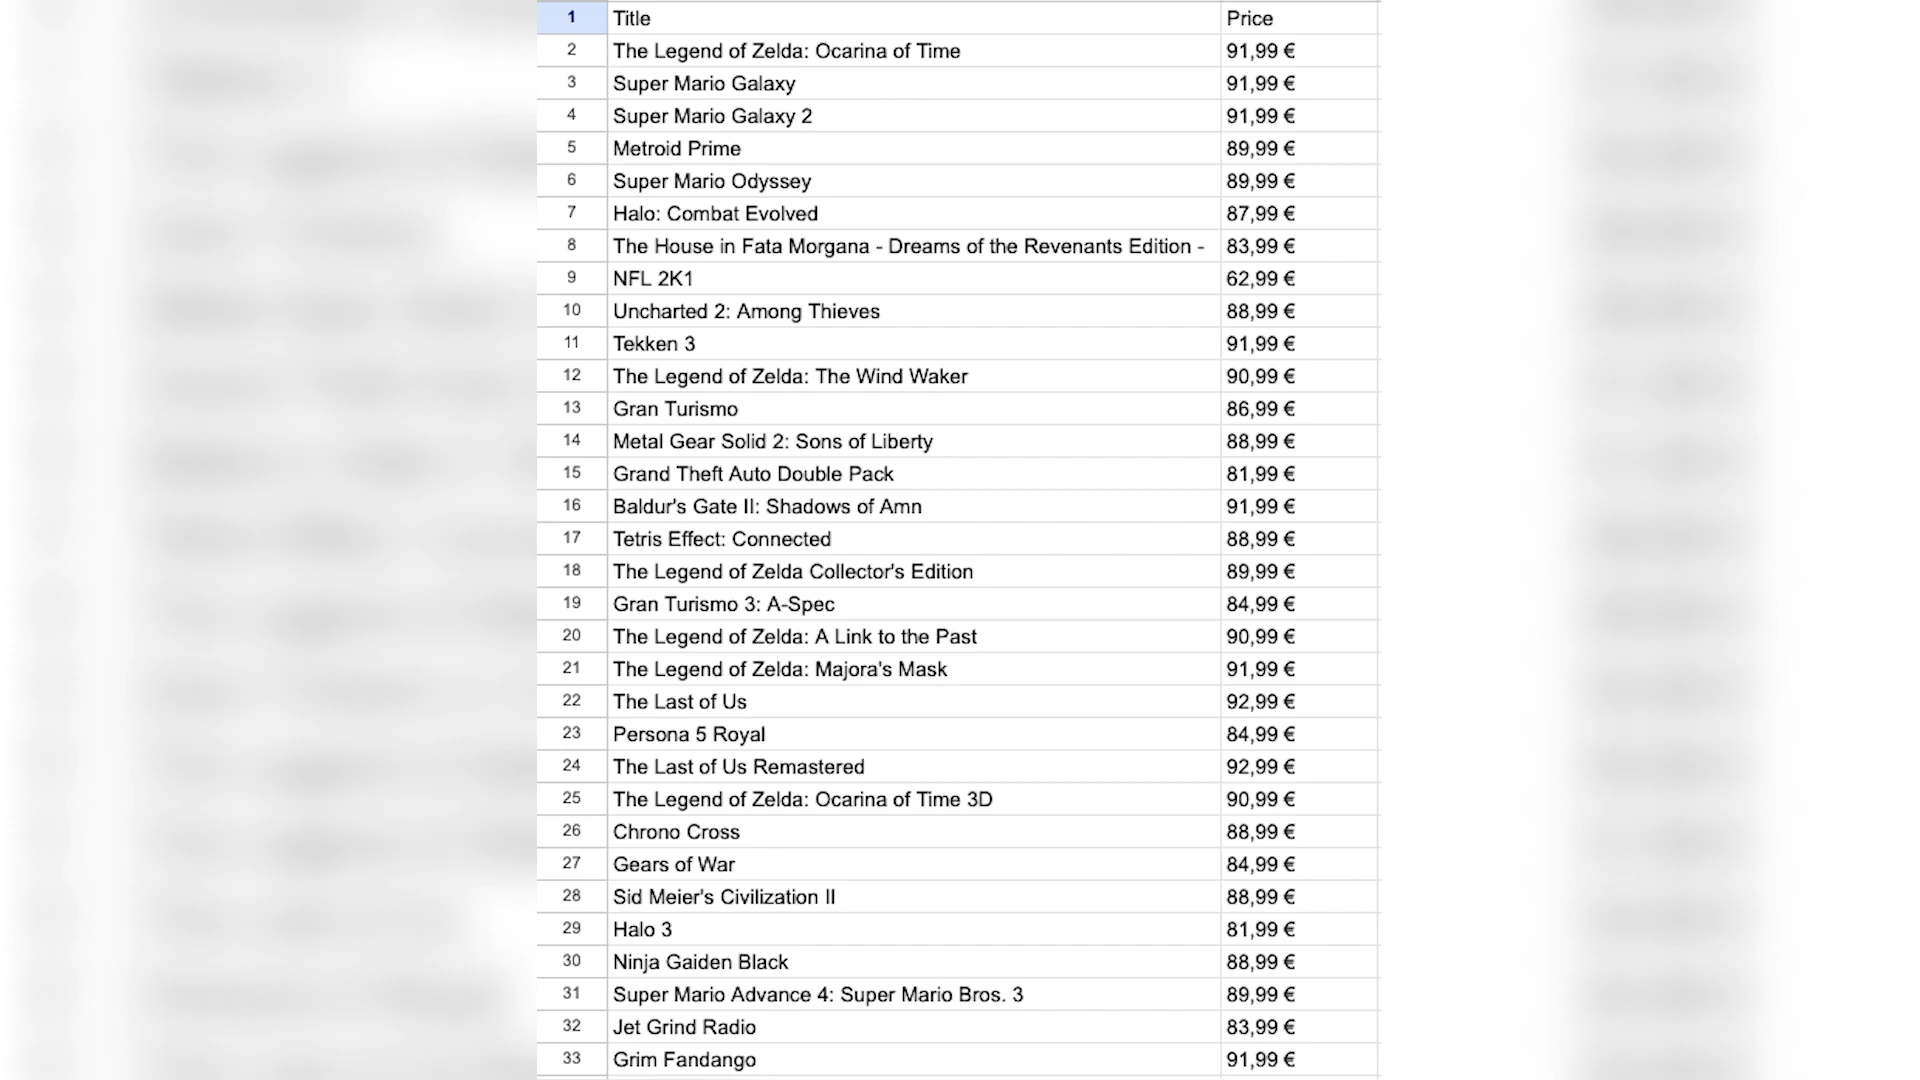 1 Title Price
2 The Legend of Zelda: Ocarina of Time 91,99 €
3 Super Mario Galaxy 91,99 €
4 Super Mario Galaxy 2 91,99 €
5 Metroid Prime 89,99 €
6 Super Mario Odyssey 89,99 €
7 Halo: Combat Evolved 87,99 €
8 The House in Fata Morgana - Dreams of the Revenants Edition - 83,99 €
9 NFL 2K1 62,99 €
10 Uncharted 2: Among Thieves 88,99 €
11 Tekken 3 91,99 €
12 The Legend of Zelda: The Wind Waker 90,99 €
13 Gran Turismo 86,99 €
14 Metal Gear Solid 2: Sons of Liberty 88,99 €
15 Grand Theft Auto Double Pack 81,99 €
16 Baldur's Gate II: Shadows of Amn 91,99 €
17 Tetris Effect: Connected 88,99 €
18 The Legend of Zelda Collector's Edition 89,99 €
19 Gran Turismo 3: A-Spec 84,99 €
20 The Legend of Zelda: A Link to the Past 90,99 €
21 The Legend of Zelda: Majora's Mask 91,99 €
22 The Last of Us 92,99 €
23 Persona 5 Royal 84,99 €
24 The Last of Us Remastered 92,99 €
25 The Legend of Zelda: Ocarina of Time 3D 90,99 €
26 Chrono Cross 88,99 €
27 Gears of War 84,99 €
28 Sid Meier's Civilization II 88,99 €
29 Halo 3 81,99 €
30 Ninja Gaiden Black 88,99 €
31 Super Mario Advance 4: Super Mario Bros. 3 89,99 €
32 Jet Grind Radio 83,99 €
33 Grim Fandango 91,99 €